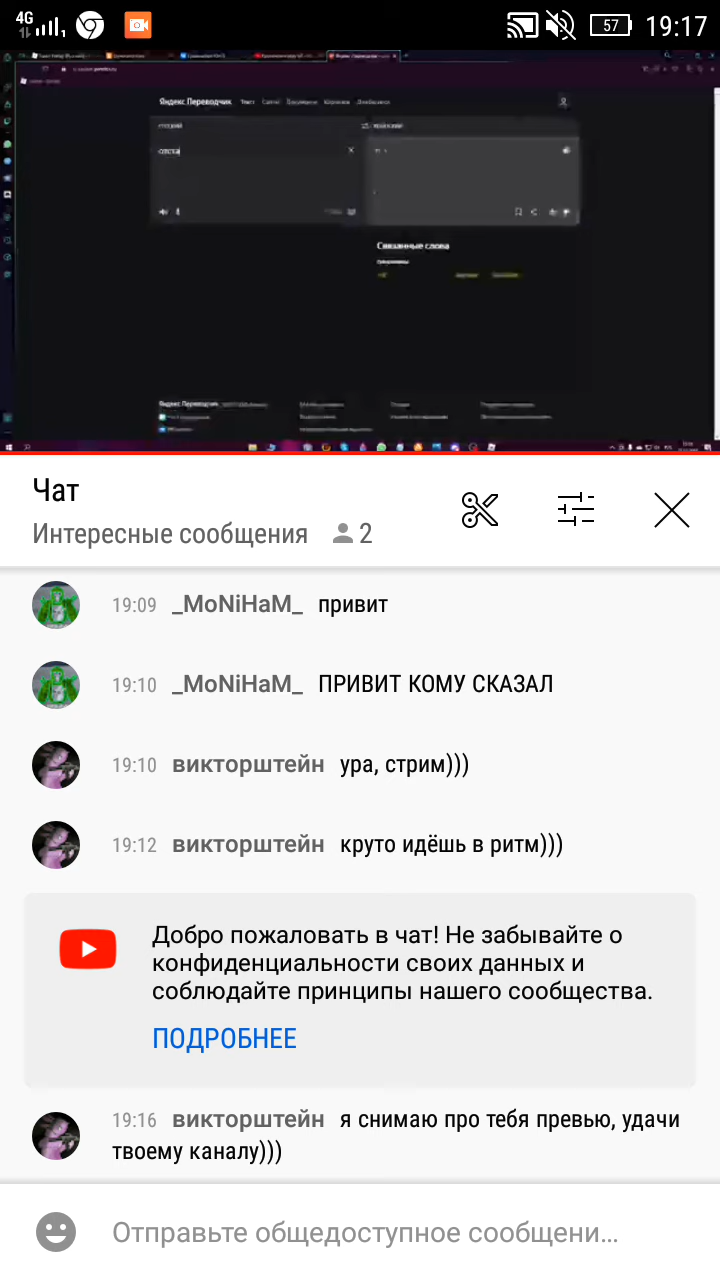 4G
57
19:17
Яндекс Переводчик
Текст
Связанные слова
Яндекс Переводчик
Чат
Интересные сообщения 2
19:09 _MoNiHaM_ привит
19:10 _MoNiHaM_ ПРИВИТ КОМУ СКАЗАЛ
19:10 викторштейн ура, стрим)))
19:12 викторштейн круто идёшь в ритм)))
Добро пожаловать в чат! Не забывайте о
конфиденциальности своих данных и
соблюдайте принципы нашего сообщества.
ПОДРОБНЕЕ
19:16 викторштейн я снимаю про тебя превью, удачи
твоему каналу)))
Отправьте общедоступное сообщени...